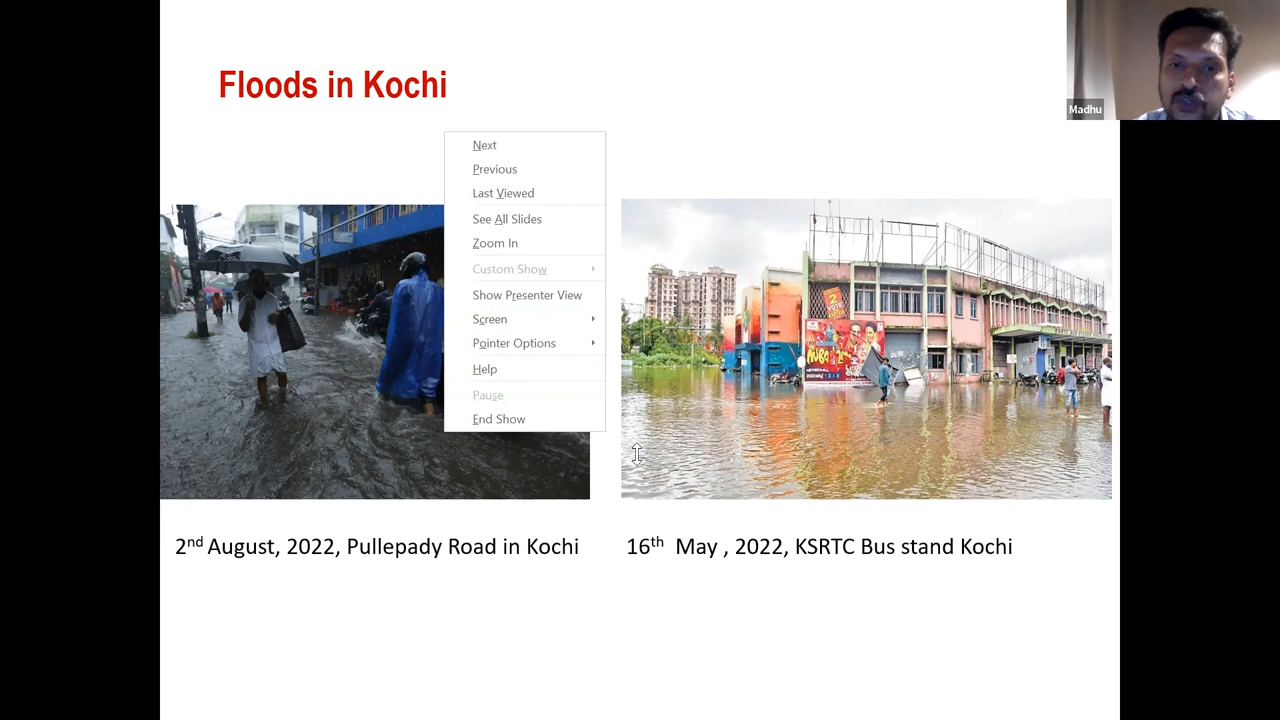 Floods in Kochi
Madhu
Next
Previous
Last Viewed
See All Slides
Zoom In
Custom Show
Show Presenter View
Screen
Pointer Options
Help
Pause
End Show
2
VOTE
2nd August, 2022, Pullepady Road in Kochi
16th May , 2022, KSRTC Bus stand Kochi